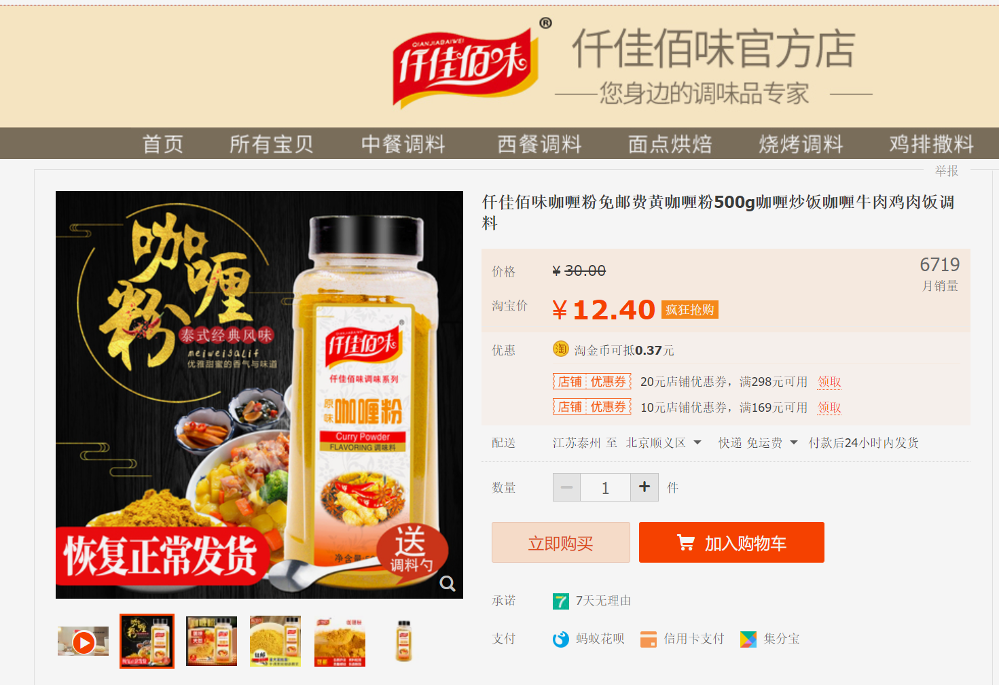 ®
QIANJIABAIWEI
仟佳佰味
仟佳佰味官方店
您身边的调味品专家
首页 所有宝贝 中餐调料 西餐调料 面点烘焙 烧烤调料 鸡排撒料
举报
咖喱粉
泰式经典风味
meiweigalif
优雅甜蜜的香气与味道
仟佳佰味
仟佳佰味调味系列
原味咖喱粉
Curry Powder
FLAVORING 调味料
净含量:5
恢复正常发货
送
调料勺
仟佳佰味咖喱粉免邮费黄咖喱粉500g咖喱炒饭咖喱牛肉鸡肉饭调
料
价格 ¥ 30.00
6719
月销量
淘宝价 ¥ 12.40 疯狂抢购
优惠 淘 淘金币可抵0.37元
店铺 优惠券 20元店铺优惠券，满298元可用 领取
店铺 优惠券 10元店铺优惠券，满169元可用 领取
配送 江苏泰州 至 北京顺义区 快递 免运费 付款后24小时内发货
数量 − 1 + 件
立即购买 加入购物车
承诺 7 7天无理由
支付 蚂蚁花呗 信用卡支付 集分宝